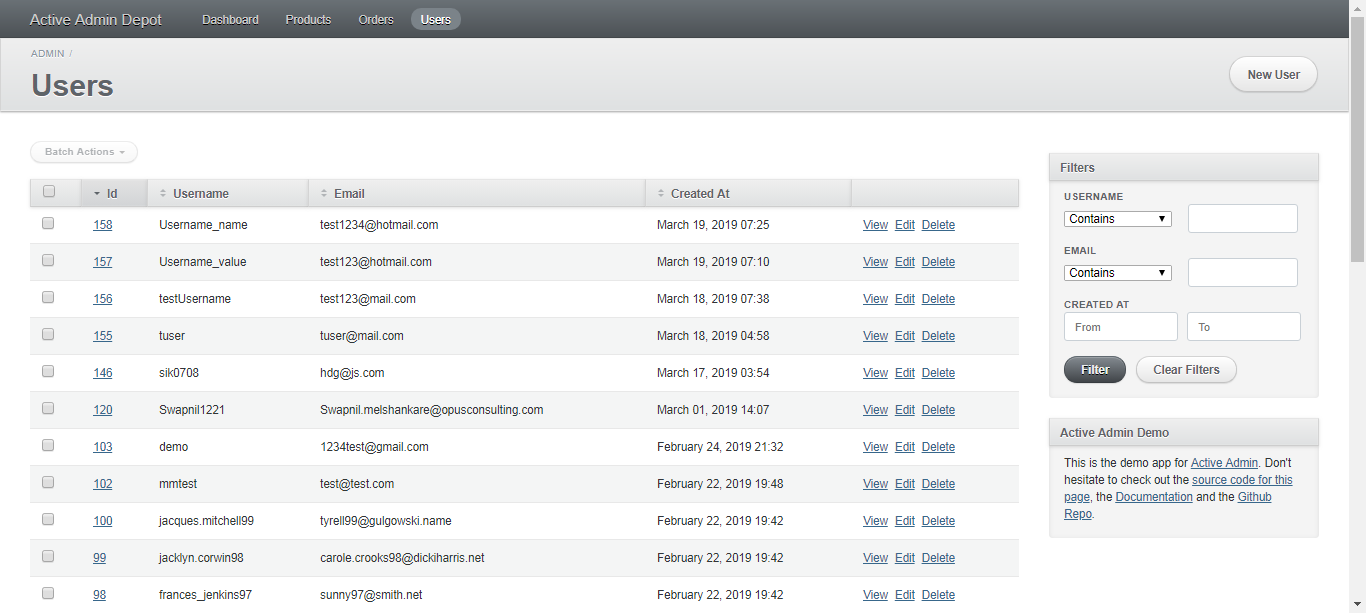 Active Admin Depot Dashboard Products Orders Users
ADMIN /
Users
New User
Batch Actions
Id Username Email Created At
158 Username_name test1234@hotmail.com March 19, 2019 07:25 View Edit Delete
157 Username_value test123@hotmail.com March 19, 2019 07:10 View Edit Delete
156 testUsername test123@mail.com March 18, 2019 07:38 View Edit Delete
155 tuser tuser@mail.com March 18, 2019 04:58 View Edit Delete
146 sik0708 hdg@js.com March 17, 2019 03:54 View Edit Delete
120 Swapnil1221 Swapnil.melshankare@opusconsulting.com March 01, 2019 14:07 View Edit Delete
103 demo 1234test@gmail.com February 24, 2019 21:32 View Edit Delete
102 mmtest test@test.com February 22, 2019 19:48 View Edit Delete
100 jacques.mitchell99 tyrell99@gulgowski.name February 22, 2019 19:42 View Edit Delete
99 jacklyn.corwin98 carole.crooks98@dickiharris.net February 22, 2019 19:42 View Edit Delete
98 frances_jenkins97 sunny97@smith.net February 22, 2019 19:42 View Edit Delete
Filters
USERNAME
Contains
EMAIL
Contains
CREATED AT
From To
Filter Clear Filters
Active Admin Demo
This is the demo app for Active Admin. Don't
hesitate to check out the source code for this
page, the Documentation and the Github
Repo.